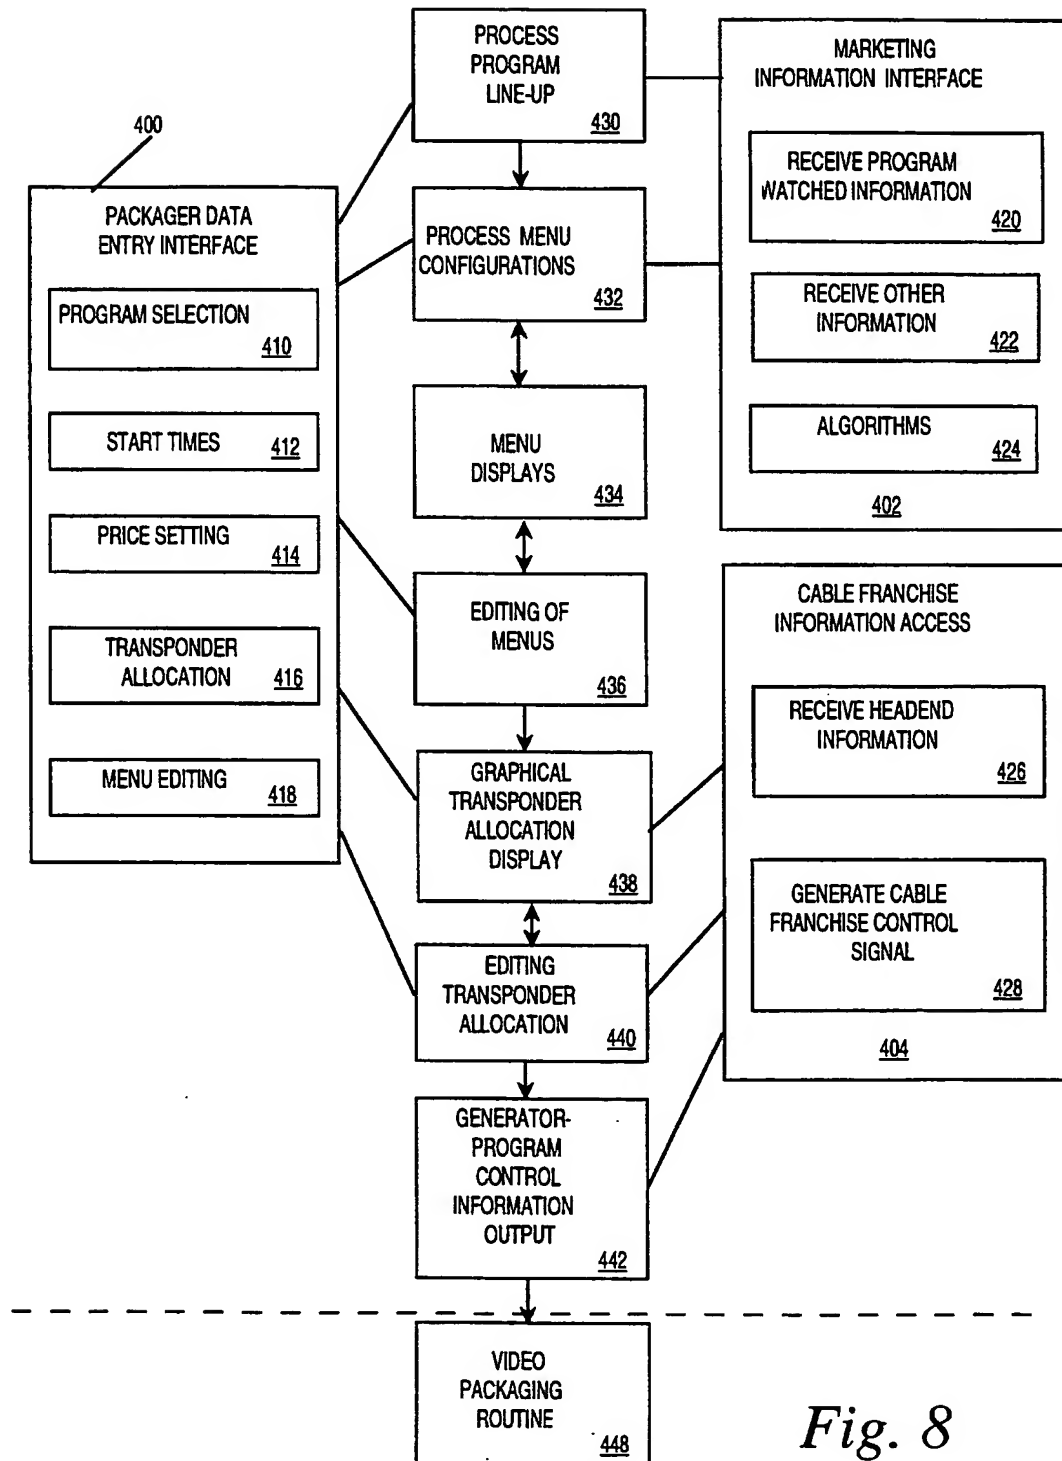 PROCESS
PROGRAM
LINE-UP
430
MARKETING
INFORMATION INTERFACE
RECEIVE PROGRAM
WATCHED INFORMATION
420
RECEIVE OTHER
INFORMATION
422
ALGORITHMS
424
402
400
PACKAGER DATA
ENTRY INTERFACE
PROGRAM SELECTION
410
START TIMES
412
PRICE SETTING
414
TRANSPONDER
ALLOCATION
416
MENU EDITING
418
PROCESS MENU
CONFIGURATIONS
432
MENU
DISPLAYS
434
EDITING OF
MENUS
436
GRAPHICAL
TRANSPONDER
ALLOCATION
DISPLAY
438
EDITING
TRANSPONDER
ALLOCATION
440
GENERATOR-
PROGRAM
CONTROL
INFORMATION
OUTPUT
442
CABLE FRANCHISE
INFORMATION ACCESS
RECEIVE HEADEND
INFORMATION
426
GENERATE CABLE
FRANCHISE CONTROL
SIGNAL
428
404
VIDEO
PACKAGING
ROUTINE
448
Fig. 8